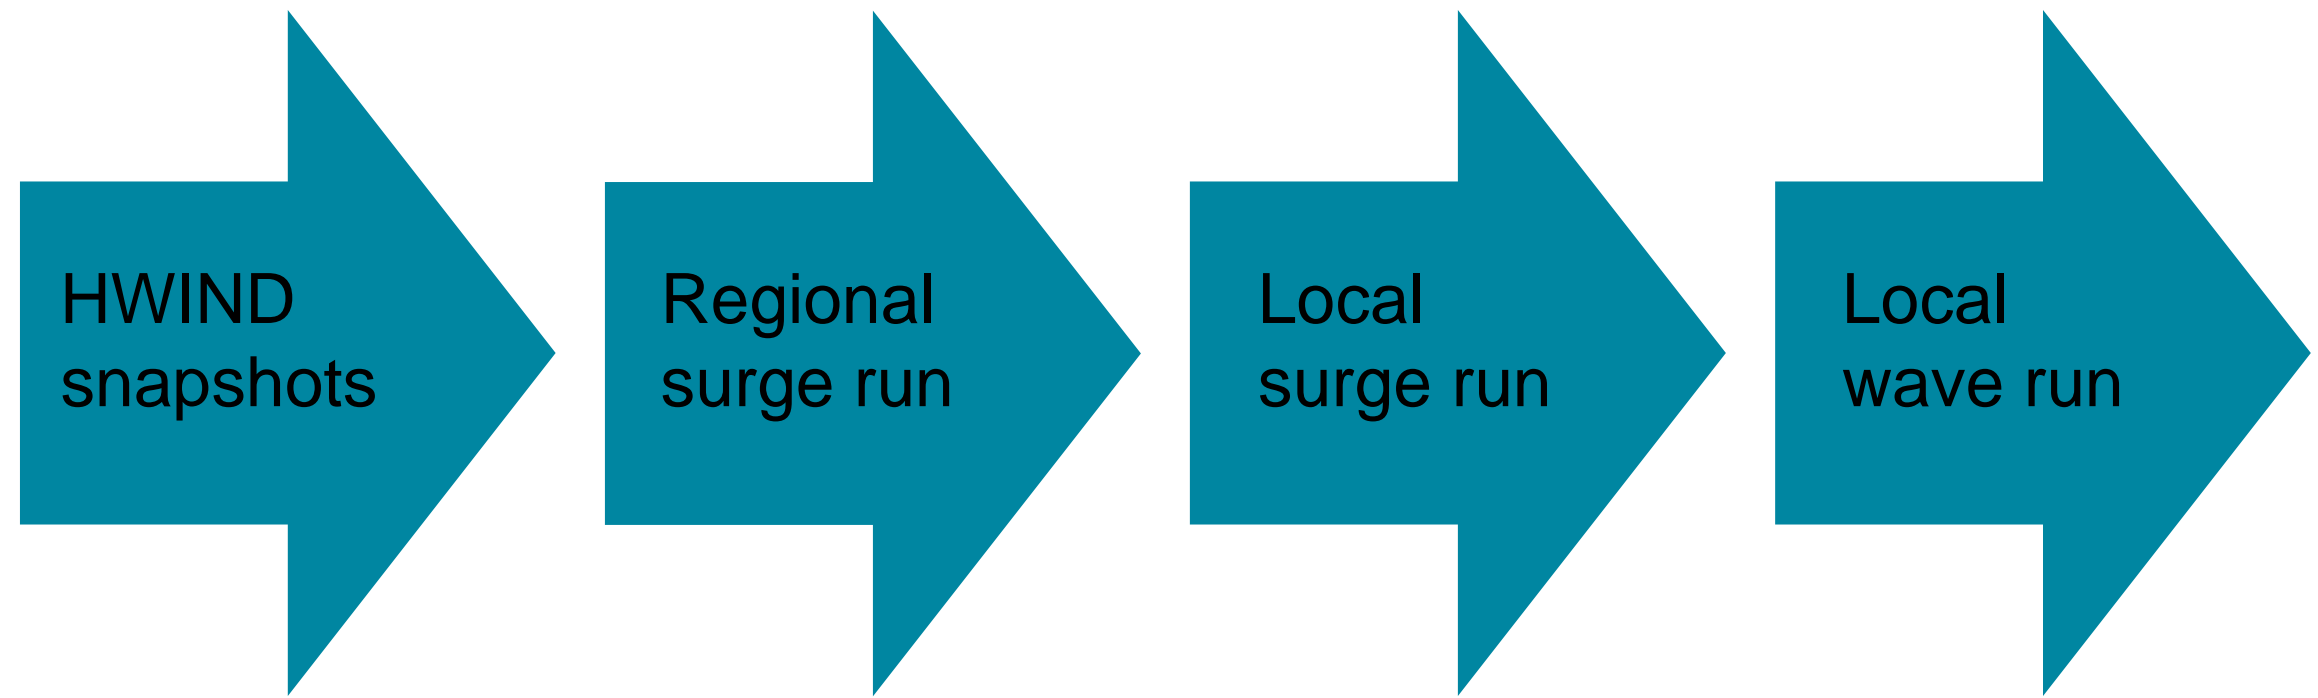 HWIND
snapshots
Regional
surge run
Local
surge run
Local
wave run